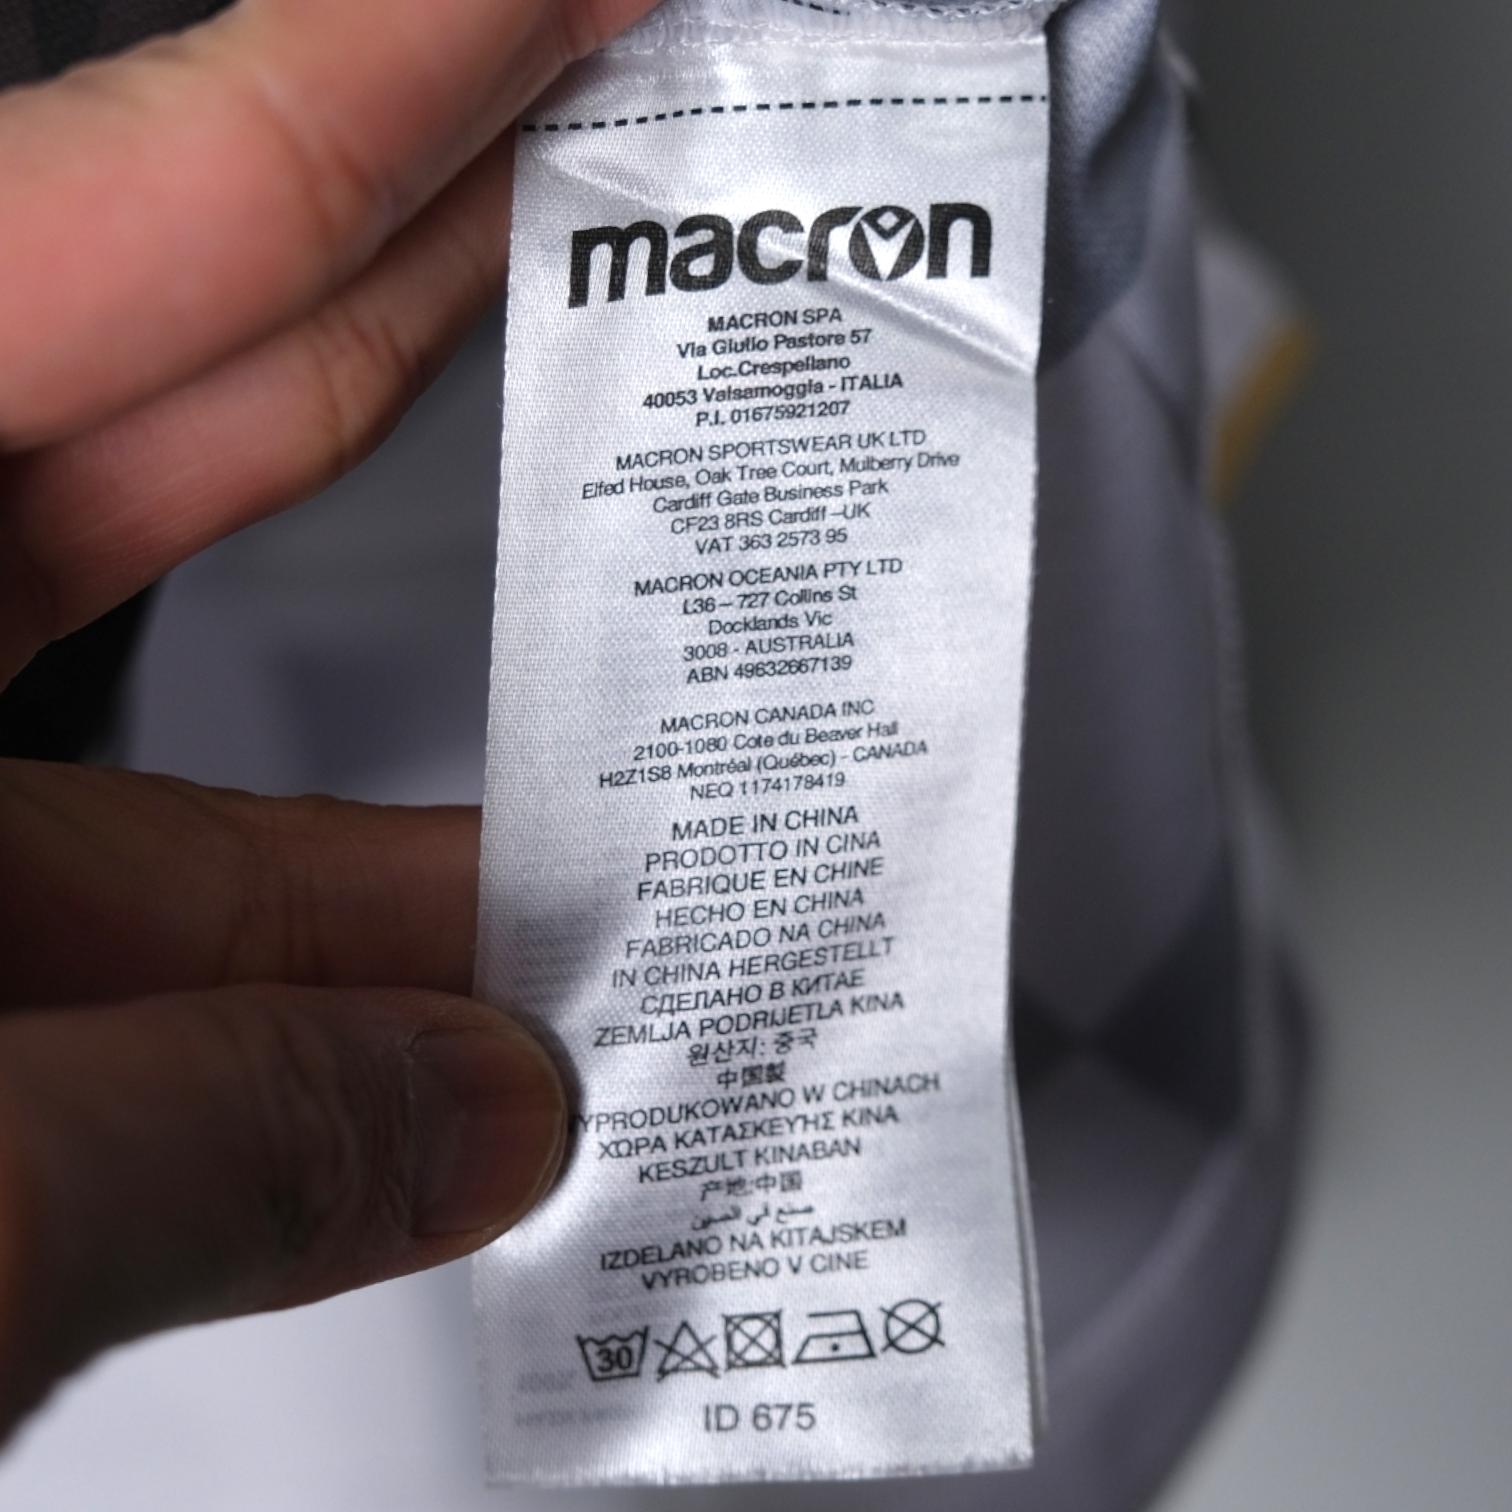 macron
MACRON SPA
Via Giulio Pastore 57
Loc.Crespellano
40053 Valsamoggia - ITALIA
P.I. 01675921207
MACRON SPORTSWEAR UK LTD
Elfed House, Oak Tree Court, Mulberry Drive
Cardiff Gate Business Park
CF23 8RS Cardiff –UK
VAT 363 2573 95
MACRON OCEANIA PTY LTD
L36 – 727 Collins St
Docklands Vic
3008 - AUSTRALIA
ABN 49632667139
MACRON CANADA INC
2100-1080 Cote du Beaver Hall
H2Z1S8 Montréal (Québec) - CANADA
NEQ 1174178419
MADE IN CHINA
PRODOTTO IN CINA
FABRIQUE EN CHINE
HECHO EN CHINA
FABRICADO NA CHINA
IN CHINA HERGESTELLT
СДЕЛАНО В КИТАЕ
ZEMLJA PODRIJETLA KINA
원산지: 중국
中国製
YPRODUKOWANO W CHINACH
ΧΩΡΑ ΚΑΤΑΣΚΕΥΗΣ ΚΙΝΑ
KESZULT KINABAN
产地:中国
صنع في الصين
IZDELANO NA KITAJSKEM
VYROBENO V CINE
30
ID 675